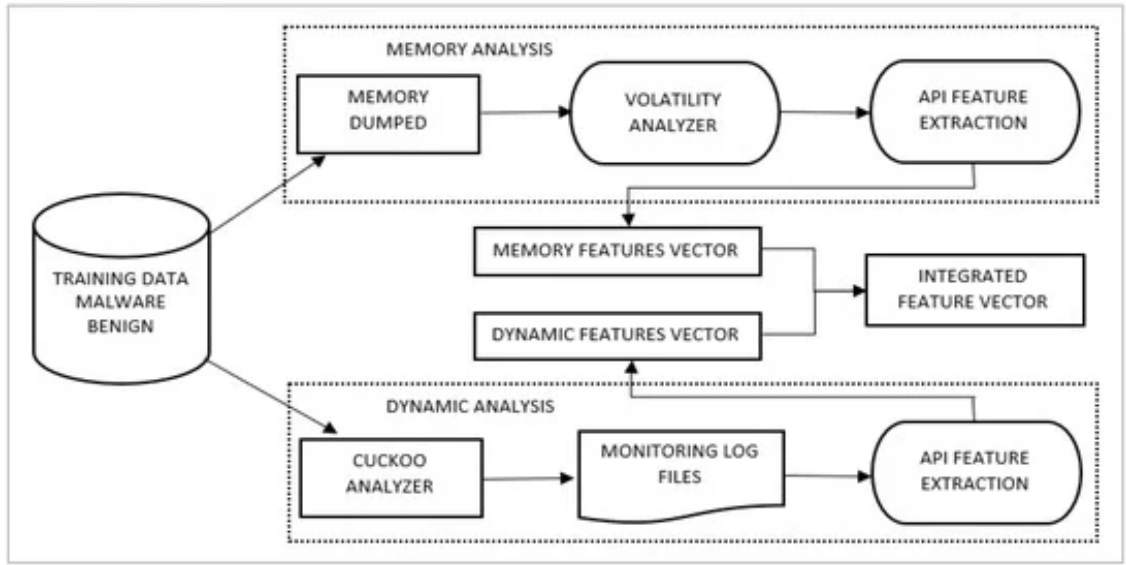 MEMORY ANALYSIS
MEMORY
DUMPED
VOLATILITY
ANALYZER
API FEATURE
EXTRACTION
TRAINING DATA
MALWARE
BENIGN
MEMORY FEATURES VECTOR
DYNAMIC FEATURES VECTOR
INTEGRATED
FEATURE VECTOR
DYNAMIC ANALYSIS
CUCKOO
ANALYZER
MONITORING LOG
FILES
API FEATURE
EXTRACTION